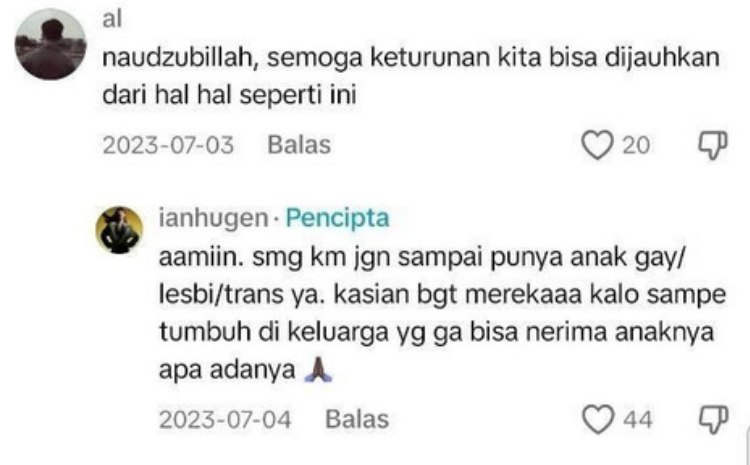 al
naudzubillah, semoga keturunan kita bisa dijauhkan
dari hal hal seperti ini
2023-07-03 Balas 20
ianhugen · Pencipta
aamiin. smg km jgn sampai punya anak gay/
lesbi/trans ya. kasian bgt merekaaa kalo sampe
tumbuh di keluarga yg ga bisa nerima anaknya
apa adanya 🙏🏿
2023-07-04 Balas 44